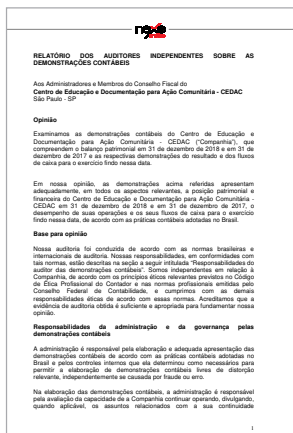 nexo
RELATÓRIO DOS AUDITORES INDEPENDENTES SOBRE AS
DEMONSTRAÇÕES CONTÁBEIS
Aos Administradores e Membros do Conselho Fiscal do
Centro de Educação e Documentação para Ação Comunitária - CEDAC
São Paulo - SP
Opinião
Examinamos as demonstrações contábeis do Centro de Educação e
Documentação para Ação Comunitária - CEDAC (“Companhia”), que
compreendem o balanço patrimonial em 31 de dezembro de 2018 e em 31 de
dezembro de 2017 e as respectivas demonstrações do resultado e dos fluxos
de caixa para o exercício findo nessa data.
Em nossa opinião, as demonstrações acima referidas apresentam
adequadamente, em todos os aspectos relevantes, a posição patrimonial e
financeira do Centro de Educação e Documentação para Ação Comunitária -
CEDAC em 31 de dezembro de 2018 e em 31 de dezembro de 2017, o
desempenho de suas operações e os seus fluxos de caixa para o exercício
findo nessa data, de acordo com as práticas contábeis adotadas no Brasil.
Base para opinião
Nossa auditoria foi conduzida de acordo com as normas brasileiras e
internacionais de auditoria. Nossas responsabilidades, em conformidades com
tais normas, estão descritas na seção a seguir intitulada “Responsabilidades do
auditor das demonstrações contábeis”. Somos independentes em relação à
Companhia, de acordo com os princípios éticos relevantes previstos no Código
de Ética Profissional do Contador e nas normas profissionais emitidas pelo
Conselho Federal de Contabilidade, e cumprimos com as demais
responsabilidades éticas de acordo com essas normas. Acreditamos que a
evidência de auditoria obtida é suficiente e apropriada para fundamentar nossa
opinião.
Responsabilidades da administração e da governança pelas
demonstrações contábeis
A administração é responsável pela elaboração e adequada apresentação das
demonstrações contábeis de acordo com as práticas contábeis adotadas no
Brasil e pelos controles internos que ela determinou como necessários para
permitir a elaboração de demonstrações contábeis livres de distorção
relevante, independentemente se causada por fraude ou erro.
Na elaboração das demonstrações contábeis, a administração é responsável
pela avaliação da capacidade de a Companhia continuar operando, divulgando,
quando aplicável, os assuntos relacionados com a sua continuidade
1